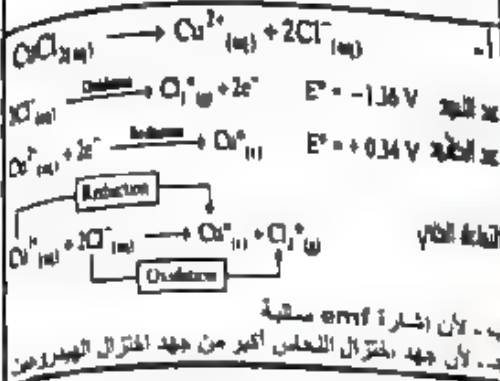 أ-
CuCl₂(aq) → Cu²⁺(aq) + 2Cl⁻(aq)
2Cl⁻(aq) —Oxidation→ Cl₂°(g) + 2e⁻ E° = −1.36 V عند المصعد
Cu²⁺(aq) + 2e⁻ —Reduction→ Cu°(s) E° = + 0.34 V
Reduction
Cu²⁺(aq) + 2Cl⁻(aq) → Cu°(s) + Cl₂°(g)
Oxidation
ب- لأن إشارة emf سالبة
لأن جهد اختزال النحاس أكبر من جهد اختزال الهيدروجين